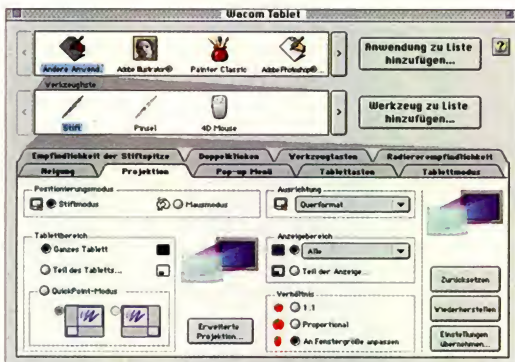 Wacom Tablet
Andere Anwend.
Adobe Illustrator®
Painter Classic
Adobe Photoshop®...
Anwendung zu Liste hinzufügen...
Werkzeugliste
Stift
Pinsel
4D Mouse
Werkzeug zu Liste hinzufügen...
Empfindlichkeit der Stiftspitze
Doppelklicken
Werkzeugtasten
Radiererempfindlichkeit
Neigung
Projektion
Pop-up Menü
Tablettasten
Tablettmodus
Positionierungsmodus
Stiftmodus
Mausmodus
Ausrichtung
Querformat
Tablettbereich
Ganzes Tablett
Teil des Tabletts...
QuickPoint-Modus
Erweiterte Projektion...
Anzeigebereich
Alle
Teil der Anzeige...
Verhältnis
1:1
Proportional
An Fenstergröße anpassen
Zurücksetzen
Wiederherstellen
Einstellungen übernehmen...